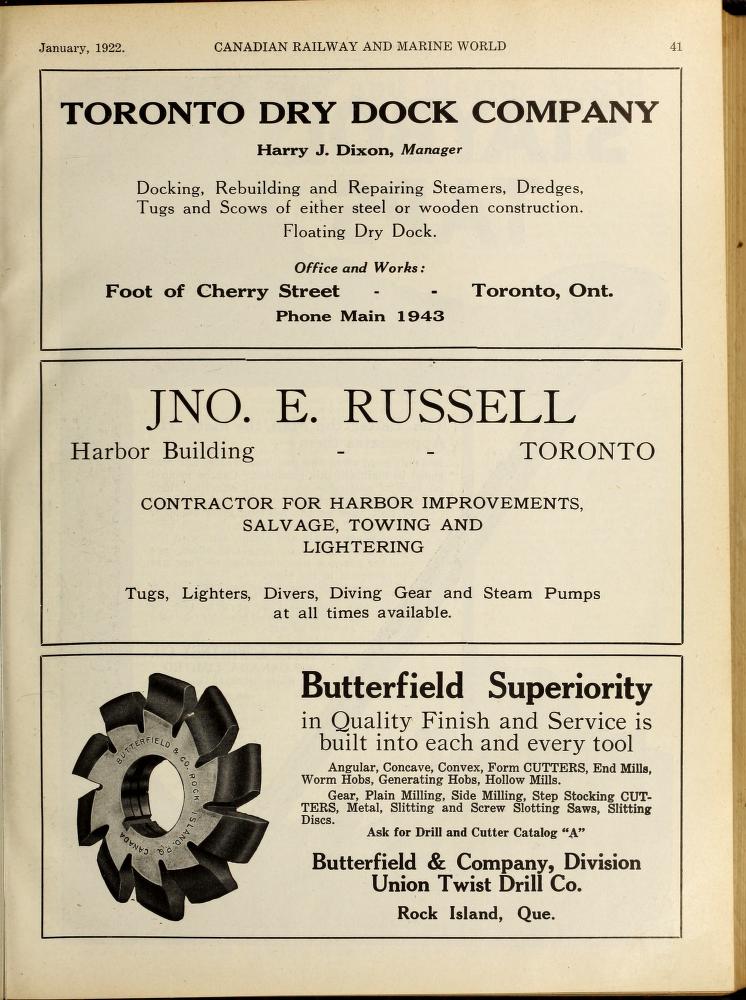 January, 1922. CANADIAN RAILWAY AND MARINE WORLD 41
TORONTO DRY DOCK COMPANY
Harry J. Dixon, Manager
Docking, Rebuilding and Repairing Steamers, Dredges,
Tugs and Scows of either steel or wooden construction.
Floating Dry Dock.
Office and Works:
Foot of Cherry Street - - Toronto, Ont.
Phone Main 1943
JNO. E. RUSSELL
Harbor Building - - TORONTO
CONTRACTOR FOR HARBOR IMPROVEMENTS,
SALVAGE, TOWING AND
LIGHTERING
Tugs, Lighters, Divers, Diving Gear and Steam Pumps
at all times available.
BUTTERFIELD & CO. ROCK ISLAND, P.Q. CANADA
Butterfield Superiority
in Quality Finish and Service is
built into each and every tool
Angular, Concave, Convex, Form CUTTERS, End Mills,
Worm Hobs, Generating Hobs, Hollow Mills.
Gear, Plain Milling, Side Milling, Step Stocking CUT-
TERS, Metal, Slitting and Screw Slotting Saws, Slitting
Discs.
Ask for Drill and Cutter Catalog “A”
Butterfield & Company, Division
Union Twist Drill Co.
Rock Island, Que.